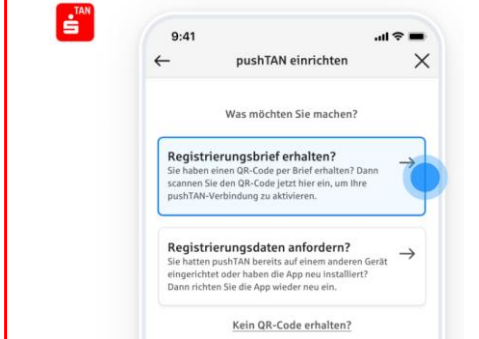 TAN
9:41
pushTAN einrichten
Was möchten Sie machen?
Registrierungsbrief erhalten?
Sie haben einen QR-Code per Brief erhalten? Dann
scannen Sie den QR-Code jetzt hier ein, um Ihre
pushTAN-Verbindung zu aktivieren.
Registrierungsdaten anfordern?
Sie hatten pushTAN bereits auf einem anderen Gerät
eingerichtet oder haben die App neu installiert?
Dann richten Sie die App wieder neu ein.
Kein QR-Code erhalten?